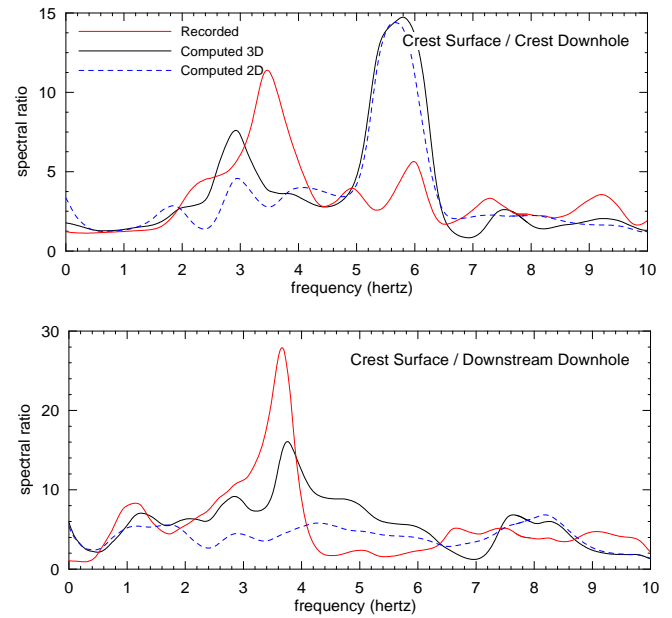 15
Recorded
Crest Surface / Crest Downhole
Computed 3D
Computed 2D
10
spectral ratio
5
0
0 1 2 3 4 5 6 7 8 9 10
frequency (hertz)
30
Crest Surface / Downstream Downhole
20
spectral ratio
10
0
0 1 2 3 4 5 6 7 8 9 10
frequency (hertz)